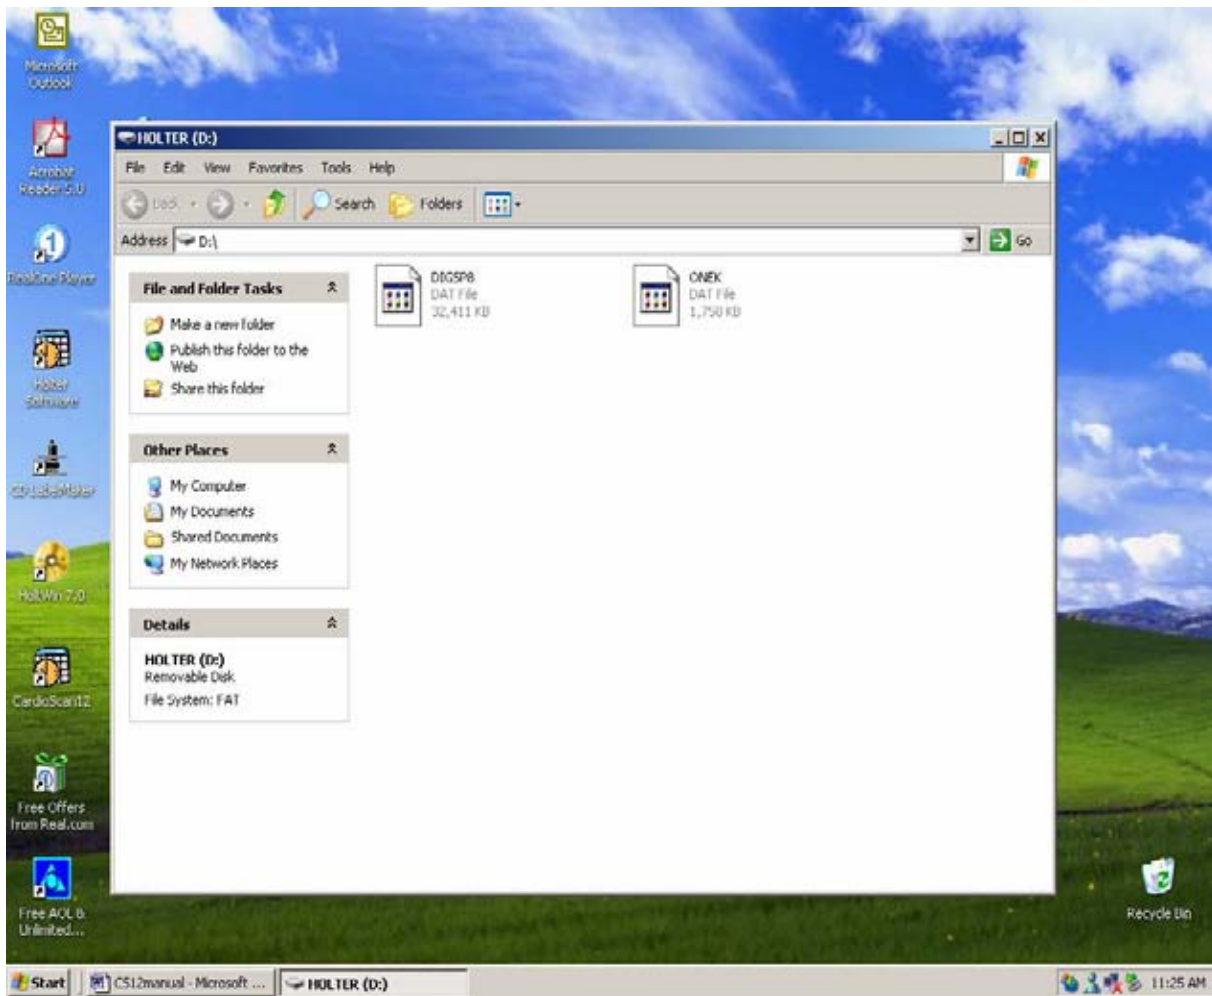 Microsoft
Outlook
Acrobat
Reader 5.0
RealOne Player
Holter
Software
CD LabelMaker
HolWin 7.0
CardioScan12
Free Offers
from Real.com
Free AOL &
Unlimited...
HOLTER (D:)
File Edit View Favorites Tools Help
Back Search Folders
Address D:\ Go
File and Folder Tasks
Make a new folder
Publish this folder to the
Web
Share this folder
Other Places
My Computer
My Documents
Shared Documents
My Network Places
Details
HOLTER (D:)
Removable Disk
File System: FAT
DIGSP8
DAT File
32,411 KB
ONEK
DAT File
1,758 KB
Recycle Bin
Start CS12manual - Microsoft ... HOLTER (D:) 11:25 AM